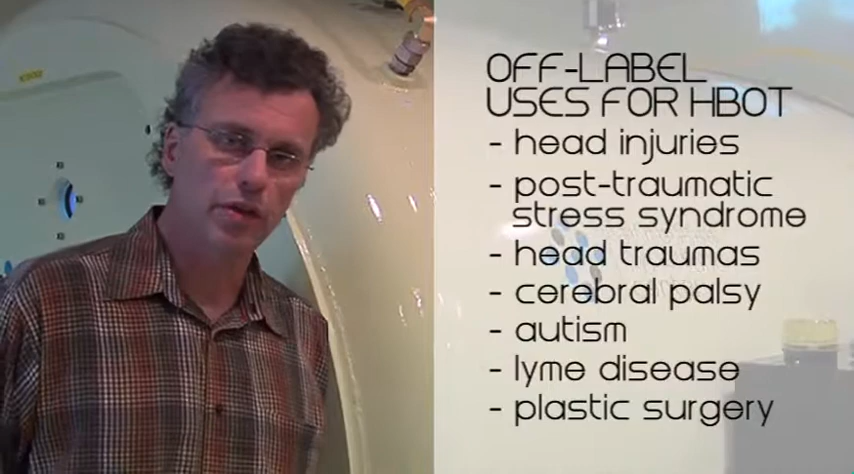 OFF-LABEL
USES FOR HBOT
- head injuries
- post-traumatic
stress syndrome
- head traumas
- cerebral palsy
- autism
- lyme disease
- plastic surgery